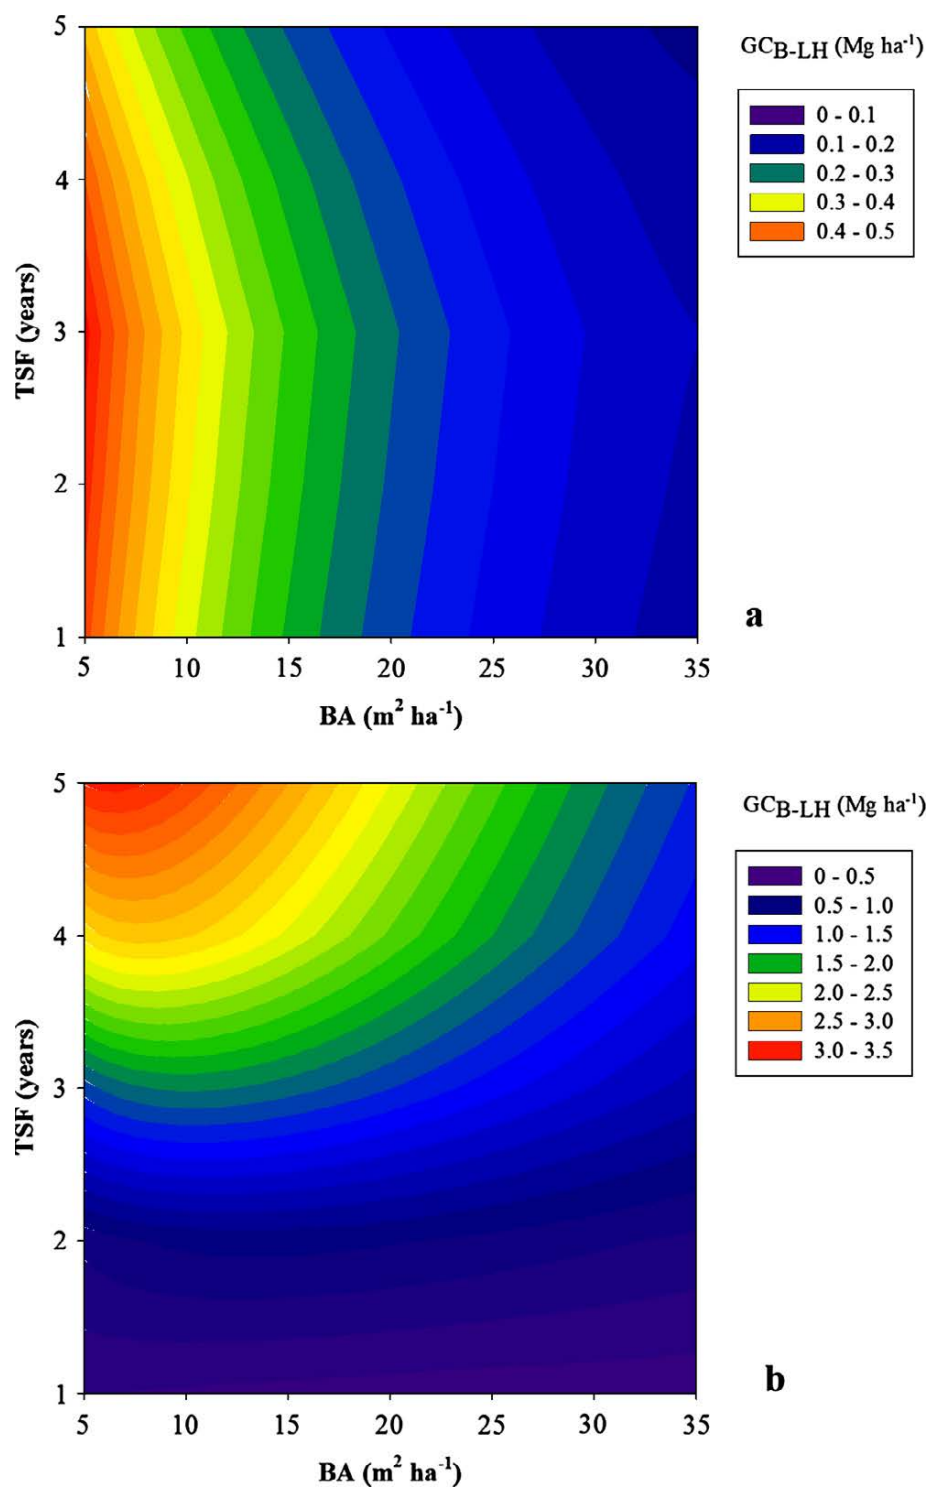 5
4
3
2
1
TSF (years)
5 10 15 20 25 30 35
BA (m² ha⁻¹)
GCB-LH (Mg ha⁻¹)
0 - 0.1
0.1 - 0.2
0.2 - 0.3
0.3 - 0.4
0.4 - 0.5
a
5
4
3
2
1
TSF (years)
5 10 15 20 25 30 35
BA (m² ha⁻¹)
GCB-LH (Mg ha⁻¹)
0 - 0.5
0.5 - 1.0
1.0 - 1.5
1.5 - 2.0
2.0 - 2.5
2.5 - 3.0
3.0 - 3.5
b